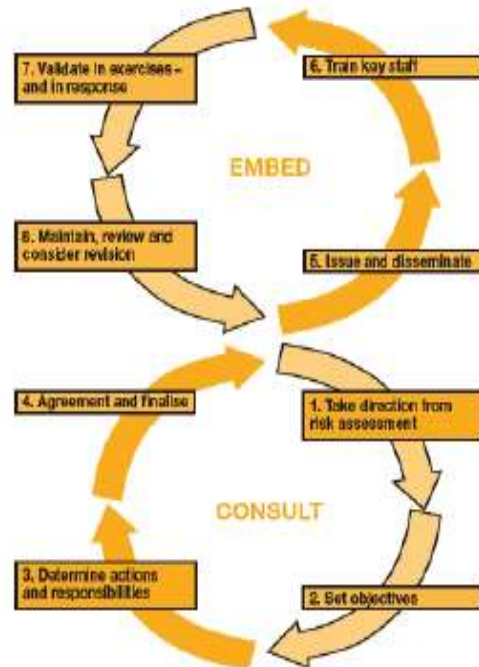 7. Validate in exercises –
and in response
6. Train key staff
EMBED
8. Maintain, review and
consider revision
5. Issue and disseminate
4. Agreement and finalise
1. Take direction from
risk assessment
CONSULT
3. Determine actions
and responsibilities
2. Set objectives